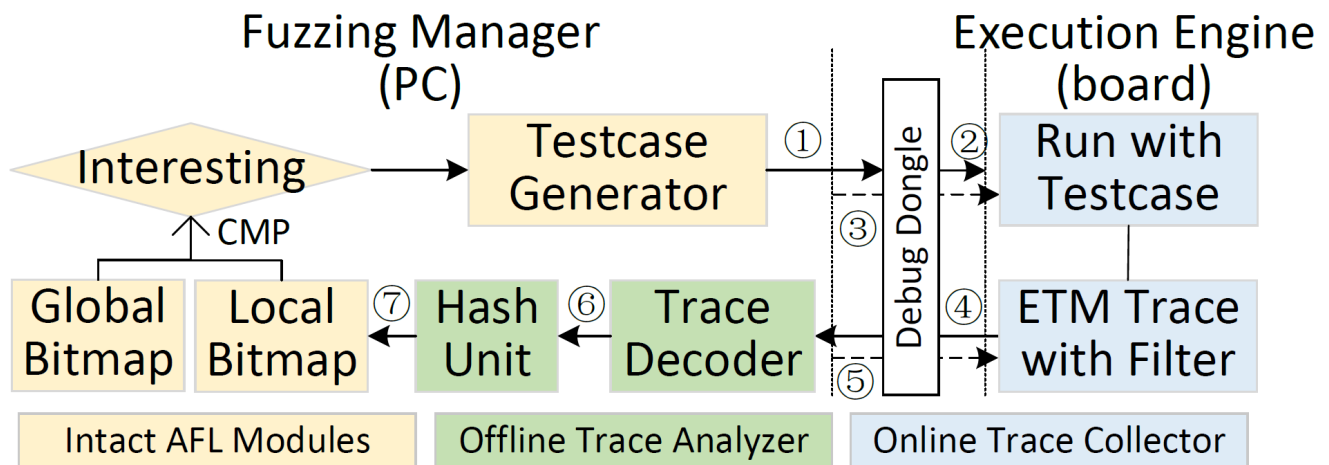 Fuzzing Manager
(PC)
Execution Engine
(board)
Interesting
Testcase
Generator
①
Debug Dongle
②
Run with
Testcase
③
CMP
Global
Bitmap
Local
Bitmap
⑦
Hash
Unit
⑥
Trace
Decoder
④
ETM Trace
with Filter
⑤
Intact AFL Modules
Offline Trace Analyzer
Online Trace Collector